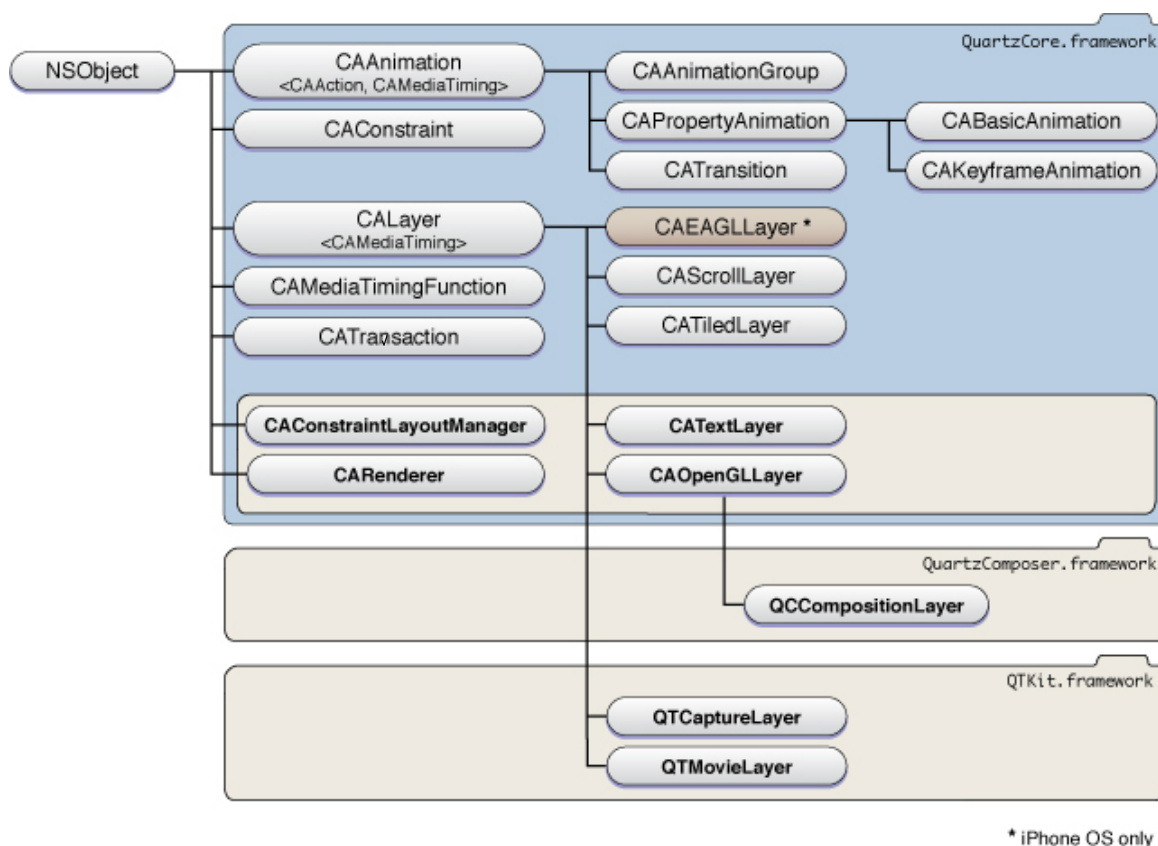 QuartzCore.framework
NSObject
CAAnimation
<CAAction, CAMediaTiming>
CAAnimationGroup
CAConstraint
CAPropertyAnimation
CABasicAnimation
CATransition
CAKeyframeAnimation
CALayer
<CAMediaTiming>
CAEAGLLayer *
CAScrollLayer
CAMediaTimingFunction
CATiledLayer
CATransaction
CAConstraintLayoutManager
CATextLayer
CARenderer
CAOpenGLLayer
QuartzComposer.framework
QCCompositionLayer
QTKit.framework
QTCaptureLayer
QTMovieLayer
* iPhone OS only